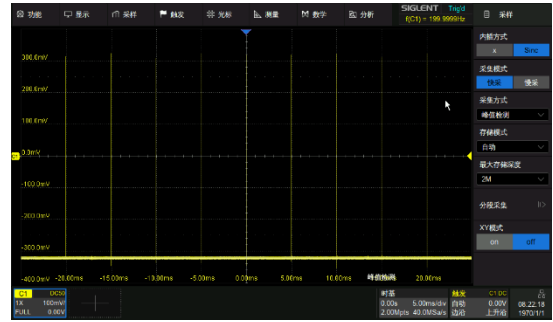 功能 显示 采样 触发 光标 测量 数学 分析 SIGLENT Trig'd 采样
f(C1) = 199.9999Hz
内插方式
x Sinc
采集模式
快采 慢采
采集方式
峰值检测
存储模式
自动
最大存储深度
2M
分段采集
XY模式
on off
300.0mV
200.0mV
100.0mV
C1 0.0mV
-100.0mV
-200.0mV
-300.0mV
-400.0mV -20.00ms -15.00ms -10.00ms -5.00ms 0.00ms 5.00ms 10.00ms 峰值检测 20.00ms
C1 DC50 时基 触发 C1 DC
1X 100mV/ 0.00s 5.00ms/div 自动 0.00V 08:22:18
FULL 0.00V 2.00Mpts 40.0MSa/s 边沿 上升沿 1970/1/1